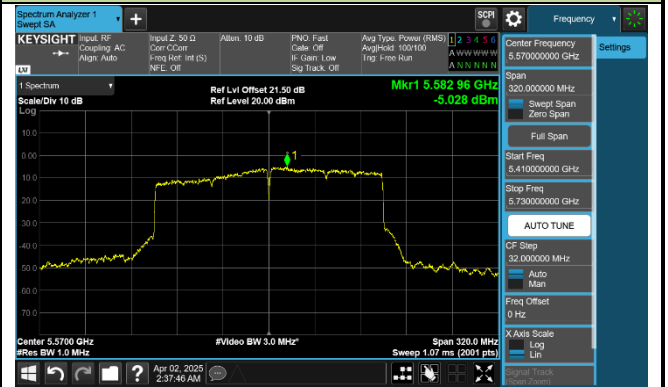 Spectrum Analyzer 1
Swept SA
SCPI
Frequency
KEYSIGHT
Input: RF
Coupling: AC
Align: Auto
Input Z: 50 Ω
Corr CCorr
Freq Ref: Int (S)
NFE: Off
Atten: 10 dB
PNO: Fast
Gate: Off
IF Gain: Low
Sig Track: Off
Avg Type: Power (RMS)
Avg|Hold: 100/100
Trig: Free Run
1 2 3 4 5 6
A W W W W W
A N N N N N
LXI
Center Frequency
5.570000000 GHz
Settings
Span
320.000000 MHz
Swept Span
Zero Span
Full Span
Start Freq
5.410000000 GHz
Stop Freq
5.730000000 GHz
AUTO TUNE
CF Step
32.000000 MHz
Auto
Man
Freq Offset
0 Hz
X Axis Scale
Log
Lin
Signal Track
(Span Zoom)
1 Spectrum
Scale/Div 10 dB
Ref Lvl Offset 21.50 dB
Ref Level 20.00 dBm
Mkr1 5.582 96 GHz
-5.028 dBm
Log
10.0
0.00
1
-10.0
-20.0
-30.0
-40.0
-50.0
-60.0
-70.0
Center 5.5700 GHz
#Res BW 1.0 MHz
#Video BW 3.0 MHz*
Span 320.0 MHz
Sweep 1.07 ms (2001 pts)
?
Apr 02, 2025
2:37:46 AM